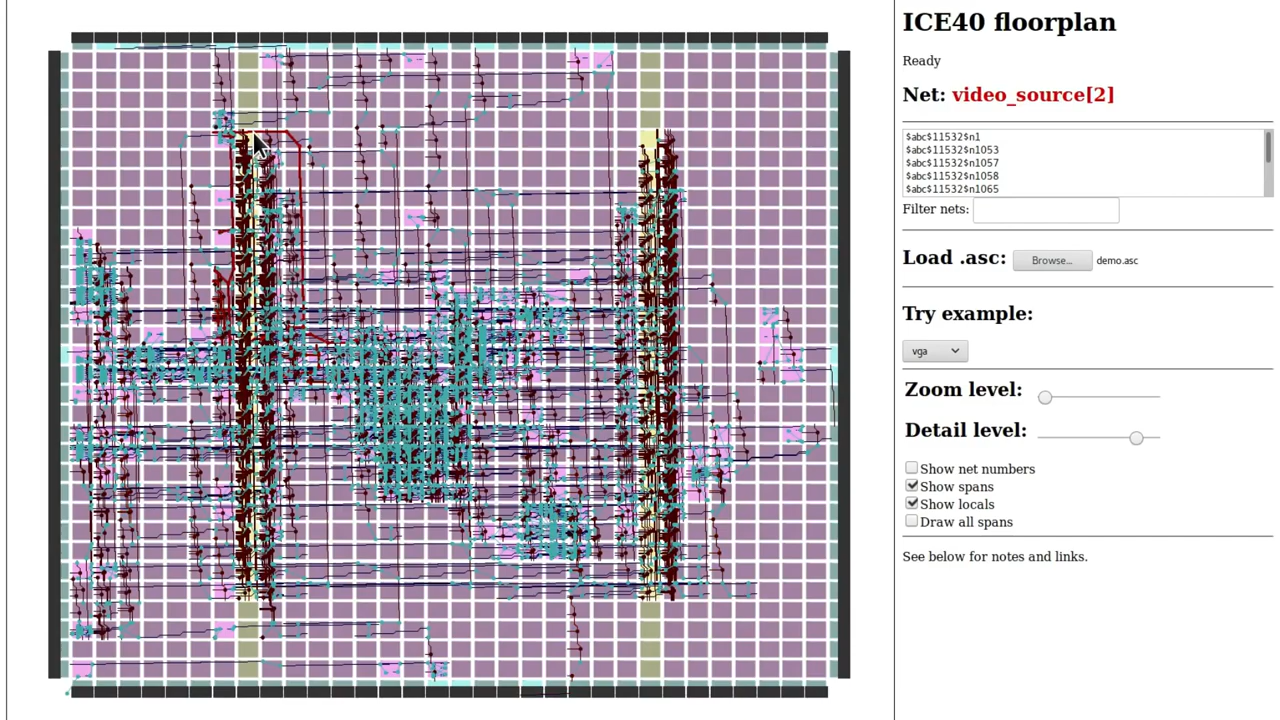 ICE40 floorplan
Ready
Net: video_source[2]
$abc$11532$n1
$abc$11532$n1053
$abc$11532$n1057
$abc$11532$n1058
$abc$11532$n1065
Filter nets:
Load .asc: Browse... demo.asc
Try example:
vga
Zoom level:
Detail level:
Show net numbers
Show spans
Show locals
Draw all spans
See below for notes and links.